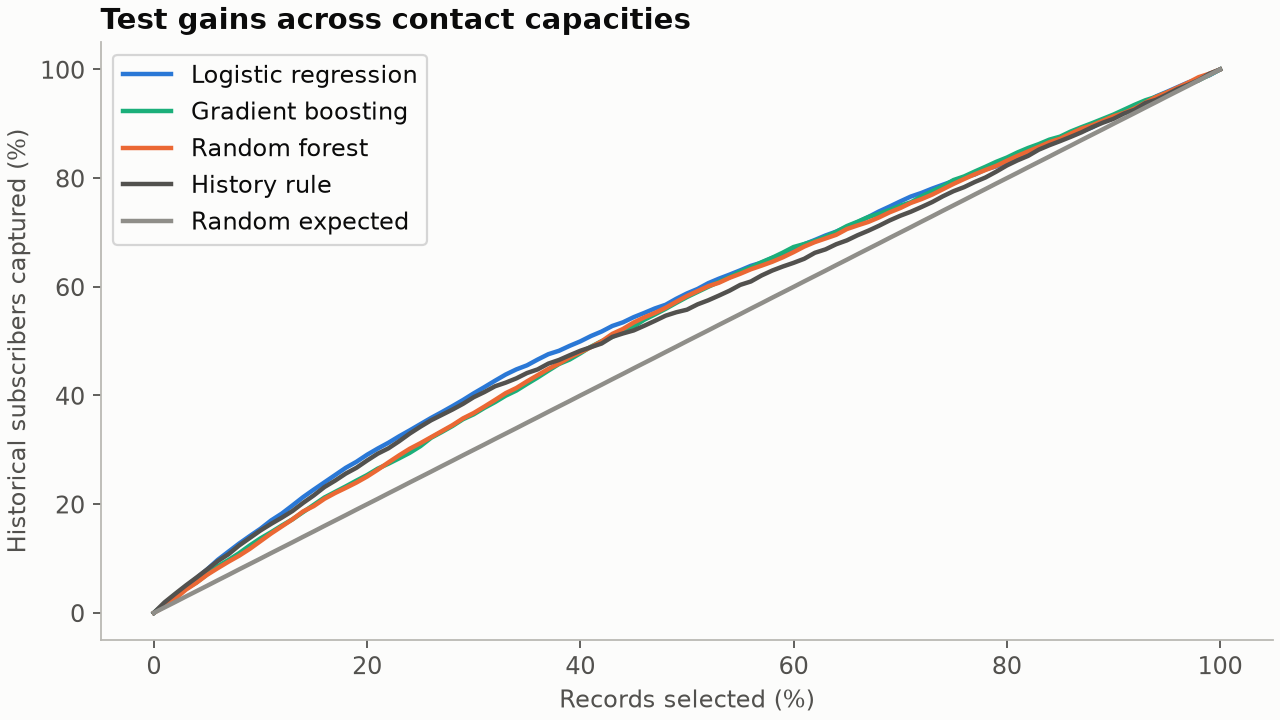 Test gains across contact capacities
Logistic regression
Gradient boosting
Random forest
History rule
Random expected
Historical subscribers captured (%)
100
80
60
40
20
0
0 20 40 60 80 100
Records selected (%)